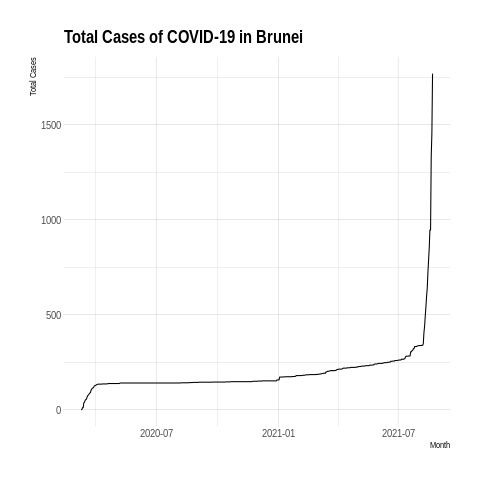 Total Cases of COVID-19 in Brunei
Total Cases
1500
1000
500
0
2020-07
2021-01
2021-07
Month